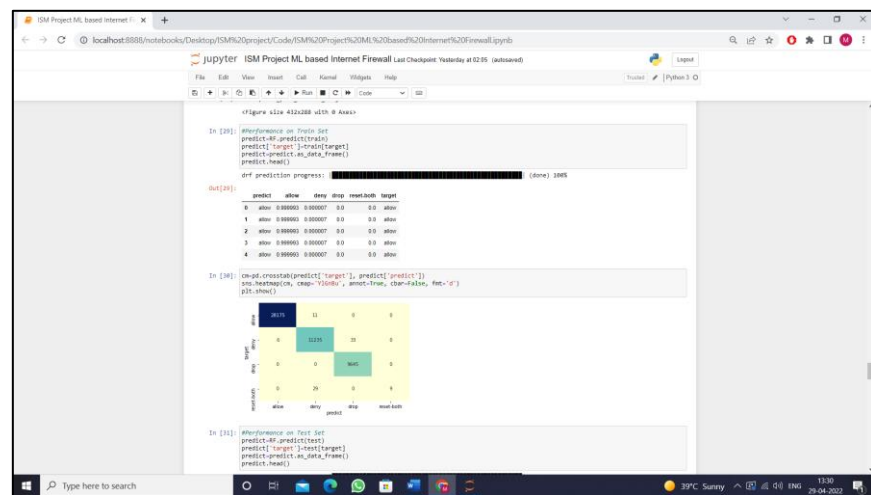 ISM Project ML based Internet Fi
localhost:8888/notebooks/Desktop/ISM%20project/Code/ISM%20Project%20ML%20based%20Internet%20Firewall.ipynb
jupyter ISM Project ML based Internet Firewall Last Checkpoint: Yesterday at 02:05 (autosaved)
Logout
File Edit View Insert Cell Kernel Widgets Help
Trusted Python 3
Run Code
<Figure size 432x288 with 0 Axes>
In [29]: #Performance on Train Set
predict=RF.predict(train)
predict['target']=train[target]
predict=predict.as_data_frame()
predict.head()
drf prediction progress: (done) 100%
Out[29]:
predict allow deny drop reset-both target
0 allow 0.999993 0.000007 0.0 0.0 allow
1 allow 0.999993 0.000007 0.0 0.0 allow
2 allow 0.999993 0.000007 0.0 0.0 allow
3 allow 0.999993 0.000007 0.0 0.0 allow
4 allow 0.999993 0.000007 0.0 0.0 allow
In [30]: cm=pd.crosstab(predict['target'], predict['predict'])
sns.heatmap(cm, cmap='YlGnBu', annot=True, cbar=False, fmt='d')
plt.show()
allow 11 0 0
deny 0 0
drop 0 0 0
reset-both 0 29 0
target
allow deny drop reset-both
predict
In [31]: #Performance on Test Set
predict=RF.predict(test)
predict['target']=test[target]
predict=predict.as_data_frame()
predict.head()
Type here to search
39°C Sunny ENG 13:30
29-04-2022